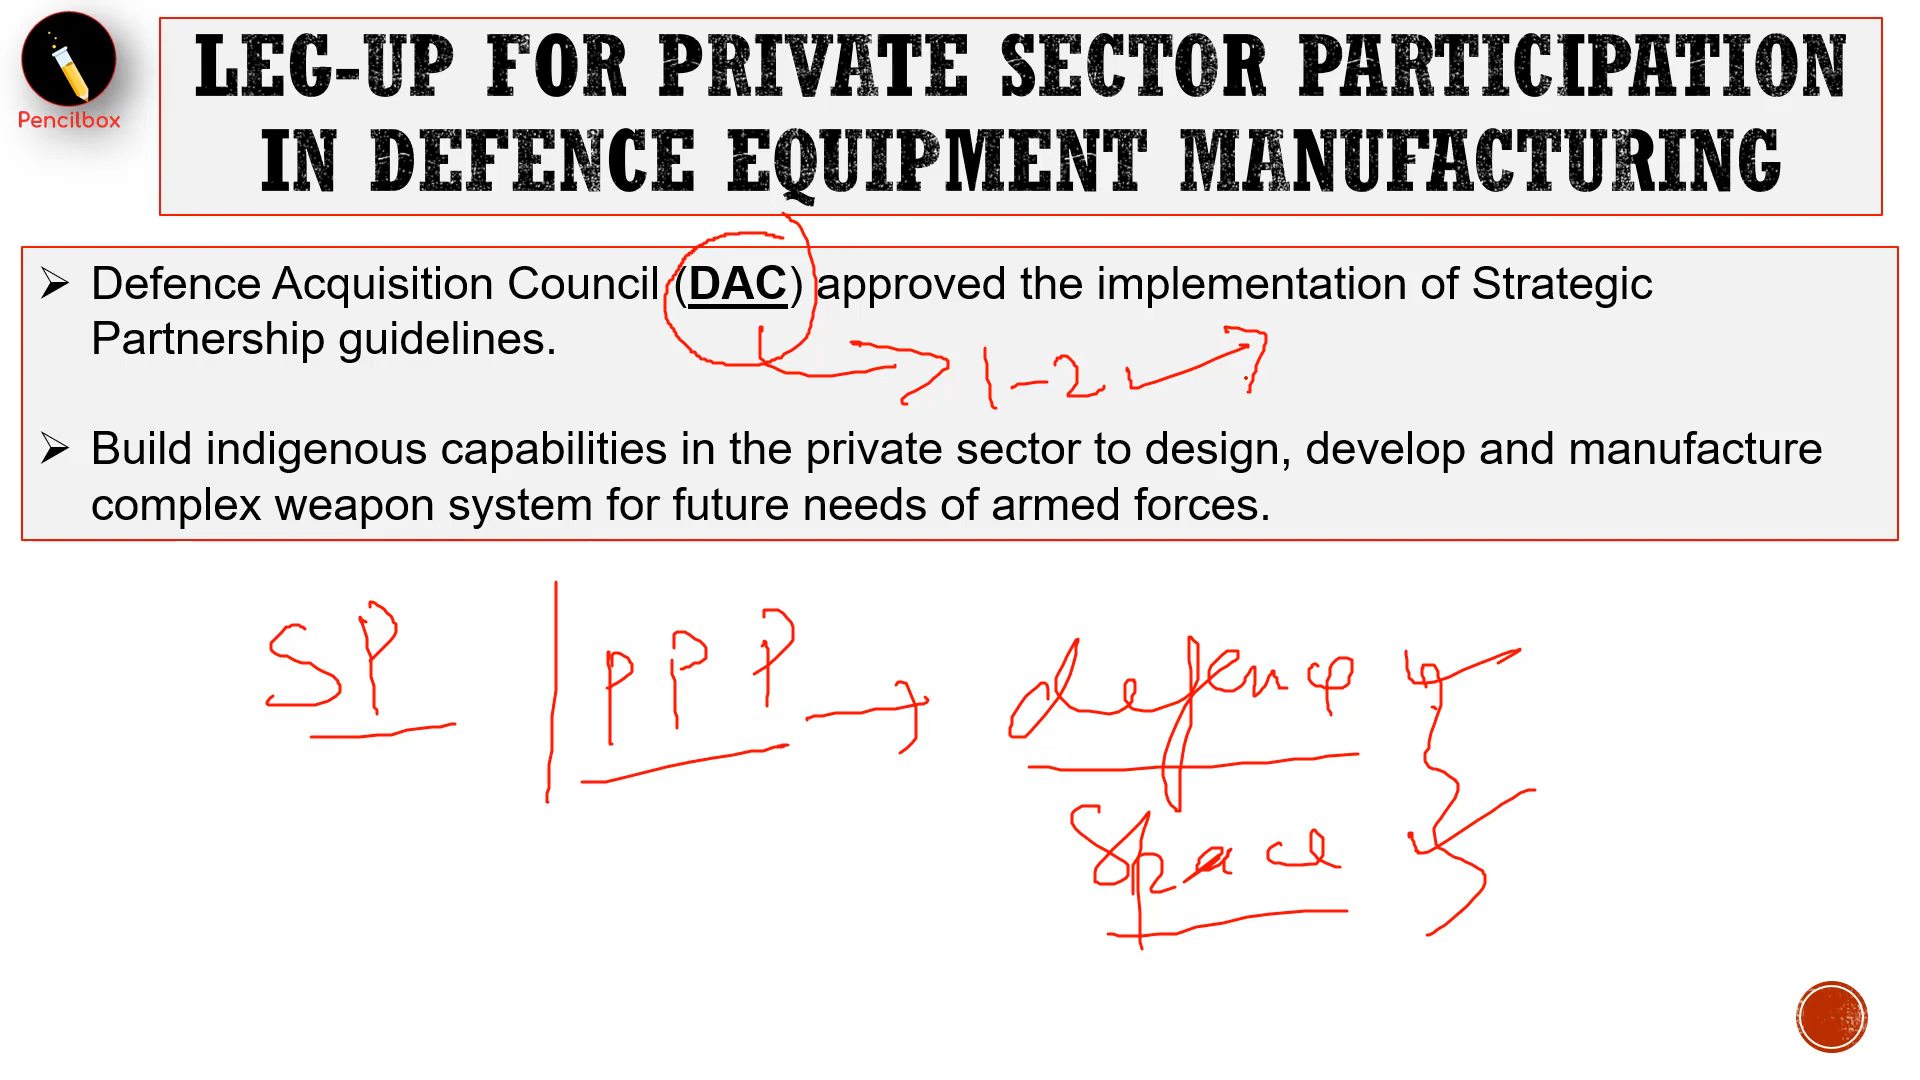 Pencilbox
LEG-UP FOR PRIVATE SECTOR PARTICIPATION
IN DEFENCE EQUIPMENT MANUFACTURING
Defence Acquisition Council (DAC) approved the implementation of Strategic
Partnership guidelines.
1-2
Build indigenous capabilities in the private sector to design, develop and manufacture
complex weapon system for future needs of armed forces.
SP | PPP → defence
Space